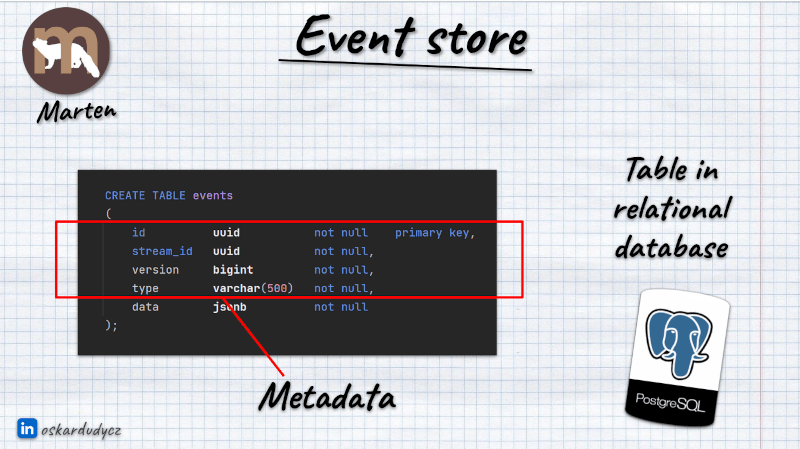 Event store
m
Marten
CREATE TABLE events
(
id uuid not null primary key,
stream_id uuid not null,
version bigint not null,
type varchar(500) not null,
data jsonb not null
);
Metadata
Table in
relational
database
PostgreSQL
in oskardudycz